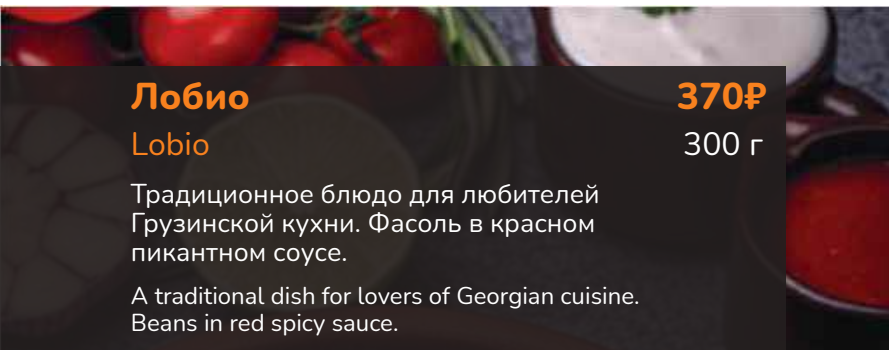 Лобио 370₽
Lobio 300 г
Традиционное блюдо для любителей
Грузинской кухни. Фасоль в красном
пикантном соусе.
A traditional dish for lovers of Georgian cuisine.
Beans in red spicy sauce.